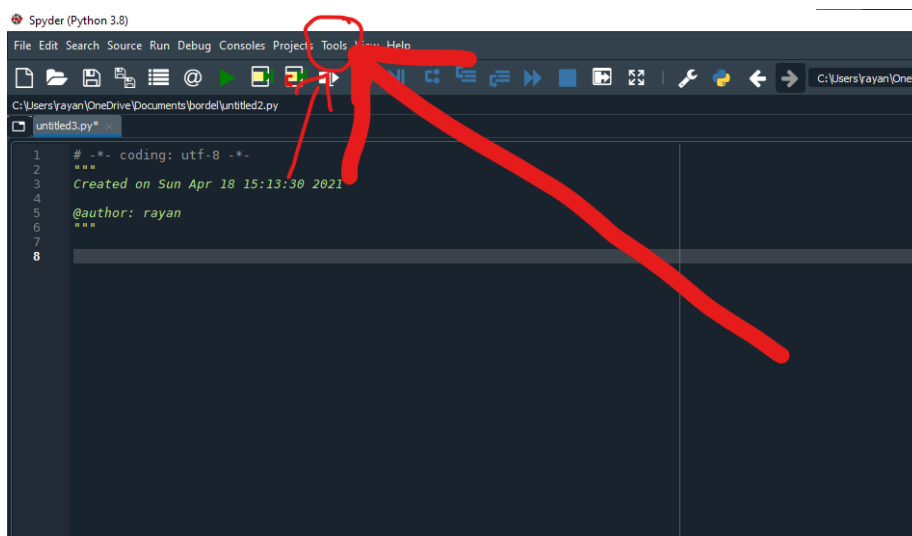 Spyder (Python 3.8)
File Edit Search Source Run Debug Consoles Projects Tools View Help
C:\Users\rayan\One
C:\Users\rayan\OneDrive\Documents\bordel\untitled2.py
untitled3.py*
1 # -*- coding: utf-8 -*-
2 """
3 Created on Sun Apr 18 15:13:30 2021
4
5 @author: rayan
6 """
7
8